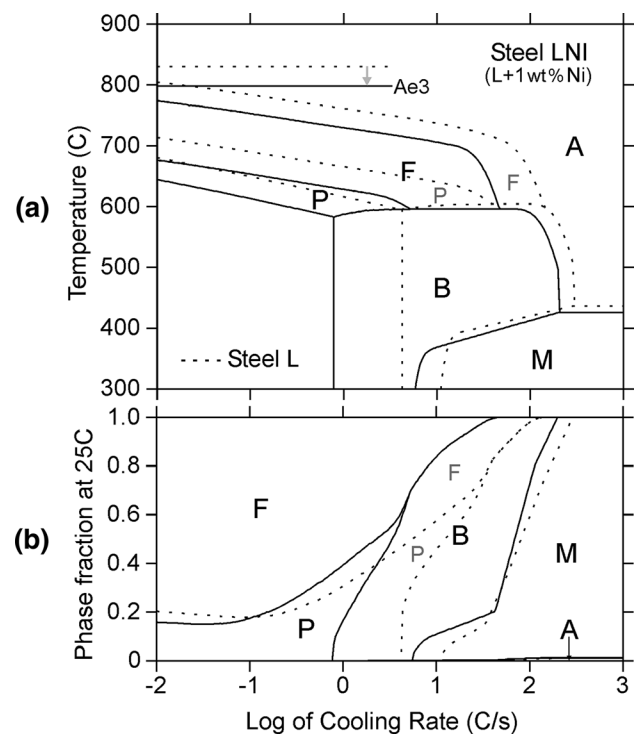 900
Steel LNI
(L+1wt%Ni)
800
Ae3
A
700
F
F
(a)
Temperature (C)
P
P
600
500
B
400
Steel L
M
300
1.0
F
0.8
F
(b)
Phase fraction at 25C
0.6
B
P
M
0.4
0.2
P
A
0
-2
-1
0
1
2
3
Log of Cooling Rate (C/s)